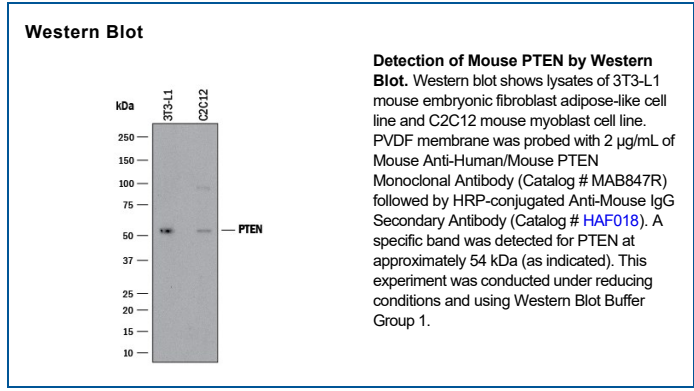 Western Blot
kDa
3T3-L1
C2C12
250
150
100
75
50
37
25
20
15
10
PTEN
Detection of Mouse PTEN by Western
Blot. Western blot shows lysates of 3T3-L1
mouse embryonic fibroblast adipose-like cell
line and C2C12 mouse myoblast cell line.
PVDF membrane was probed with 2 µg/mL of
Mouse Anti-Human/Mouse PTEN
Monoclonal Antibody (Catalog # MAB847R)
followed by HRP-conjugated Anti-Mouse IgG
Secondary Antibody (Catalog # HAF018). A
specific band was detected for PTEN at
approximately 54 kDa (as indicated). This
experiment was conducted under reducing
conditions and using Western Blot Buffer
Group 1.